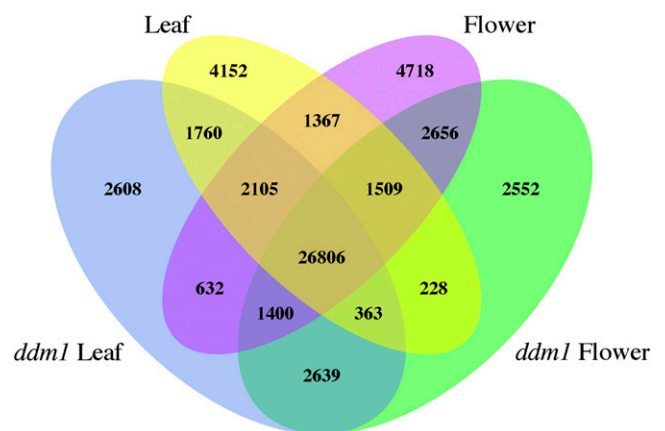 Leaf Flower
4152 4718
1760 1367 2656
2608 2105 1509 2552
26806
632 228
1400 363
ddm1 Leaf ddm1 Flower
2639